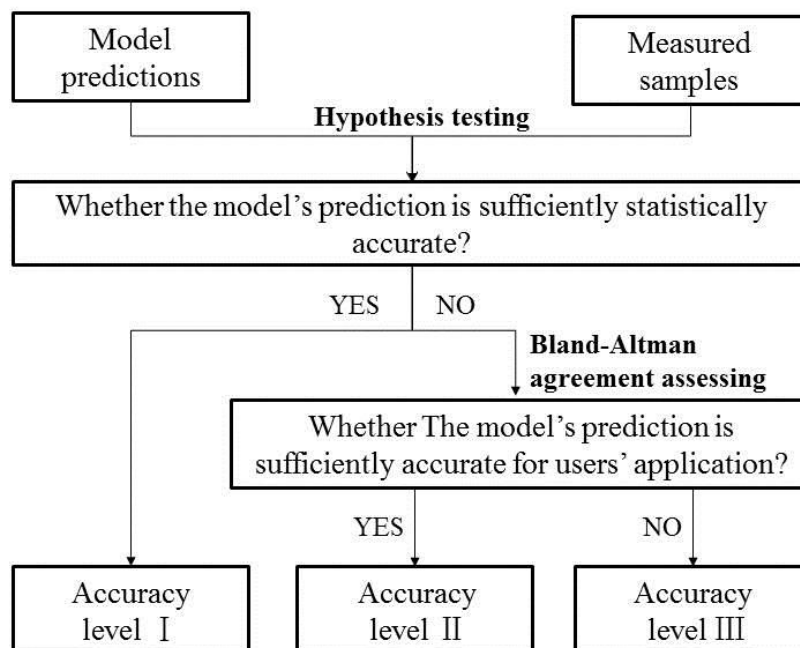 Model
predictions
Measured
samples
Hypothesis testing
Whether the model’s prediction is sufficiently statistically
accurate?
YES
NO
Bland-Altman
agreement assessing
Whether The model’s prediction is
sufficiently accurate for users’ application?
YES
NO
Accuracy
level Ⅰ
Accuracy
level Ⅱ
Accuracy
level Ⅲ